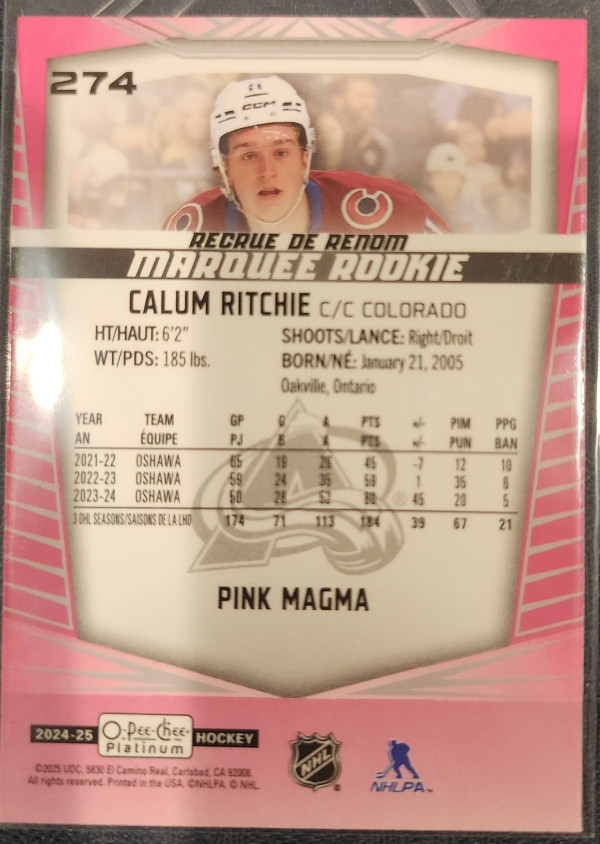 274
CCM
RECRUE DE RENOM
MARQUEE ROOKIE
CALUM RITCHIE C/C COLORADO
HT/HAUT: 6'2" SHOOTS/LANCE: Right/Droit
WT/PDS: 185 lbs. BORN/NÉ: January 21, 2005
Oakville, Ontario
YEAR TEAM GP G A PTS +/- PIM PPG
AN ÉQUIPE PJ B A PTS +/- PUN BAN
2021-22 OSHAWA 65 19 26 45 -7 12 10
2022-23 OSHAWA 59 24 35 59 1 35 6
2023-24 OSHAWA 50 28 52 80 45 20 5
3 OHL SEASONS/SAISONS DE LA LHO 174 71 113 184 39 67 21
PINK MAGMA
2024-25 O-Pee-Chee Platinum HOCKEY
NHL
NHLPA
©2025 UDC. 5830 El Camino Real, Carlsbad, CA 92008.
All rights reserved. Printed in the USA. ©NHLPA. © NHL.